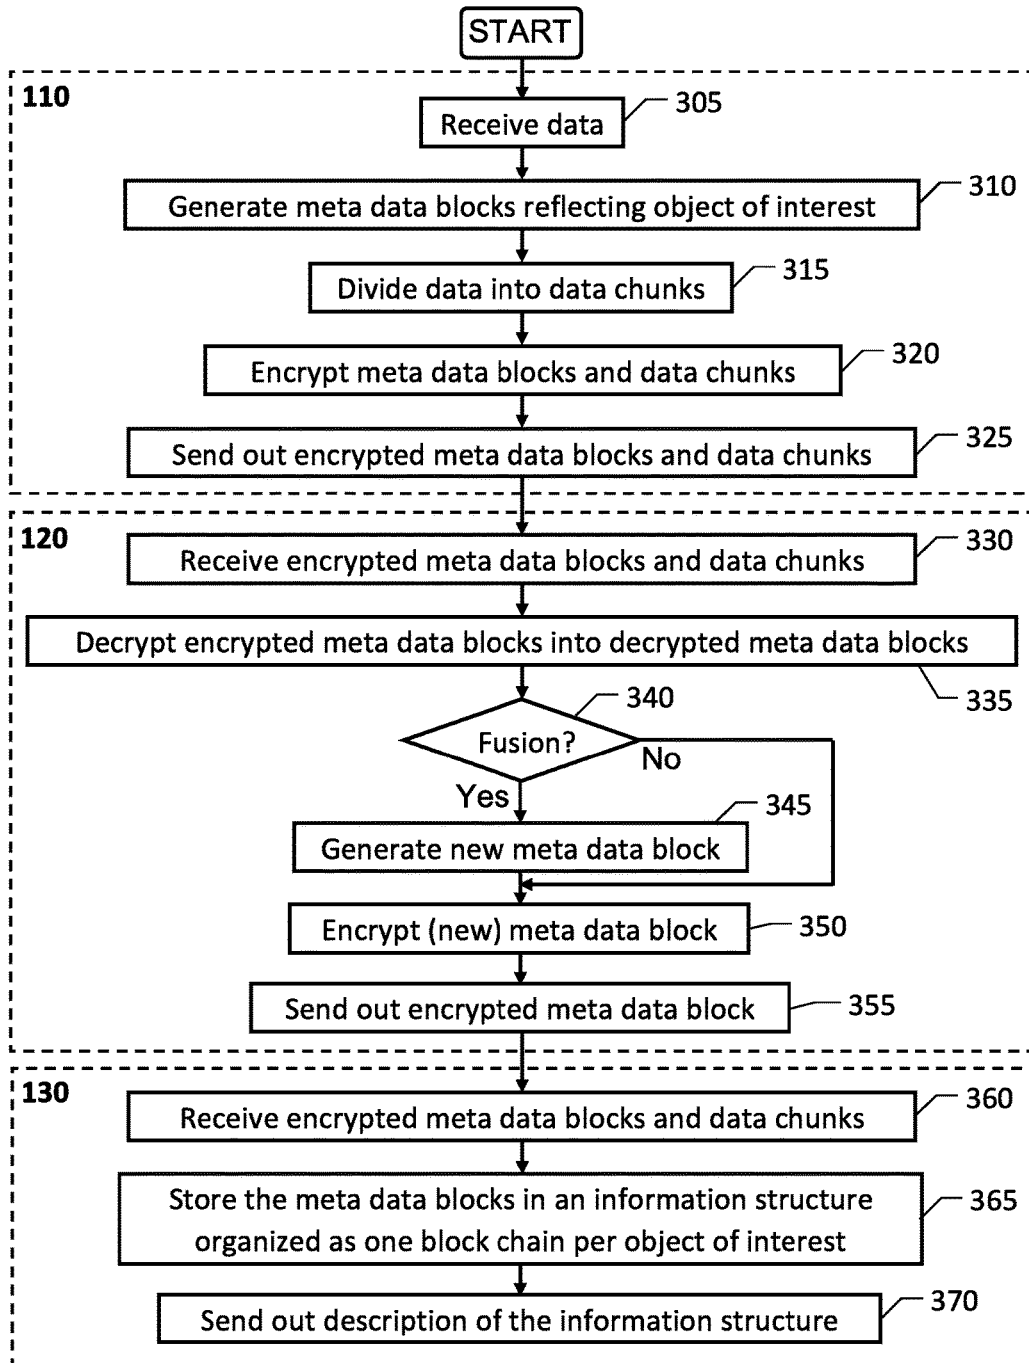 START
110
Receive data
305
Generate meta data blocks reflecting object of interest
310
Divide data into data chunks
315
Encrypt meta data blocks and data chunks
320
Send out encrypted meta data blocks and data chunks
325
120
Receive encrypted meta data blocks and data chunks
330
Decrypt encrypted meta data blocks into decrypted meta data blocks
335
Fusion?
340
No
Yes
Generate new meta data block
345
Encrypt (new) meta data block
350
Send out encrypted meta data block
355
130
Receive encrypted meta data blocks and data chunks
360
Store the meta data blocks in an information structure
organized as one block chain per object of interest
365
Send out description of the information structure
370